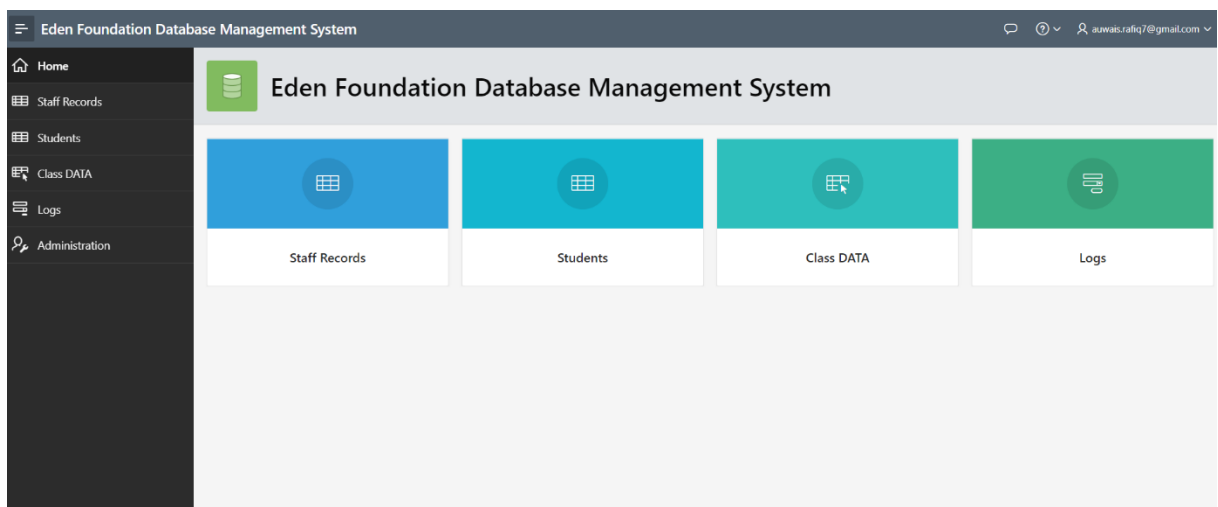 Eden Foundation Database Management System
auwais.rafiq7@gmail.com
Home
Staff Records
Students
Class DATA
Logs
Administration
Eden Foundation Database Management System
Staff Records
Students
Class DATA
Logs